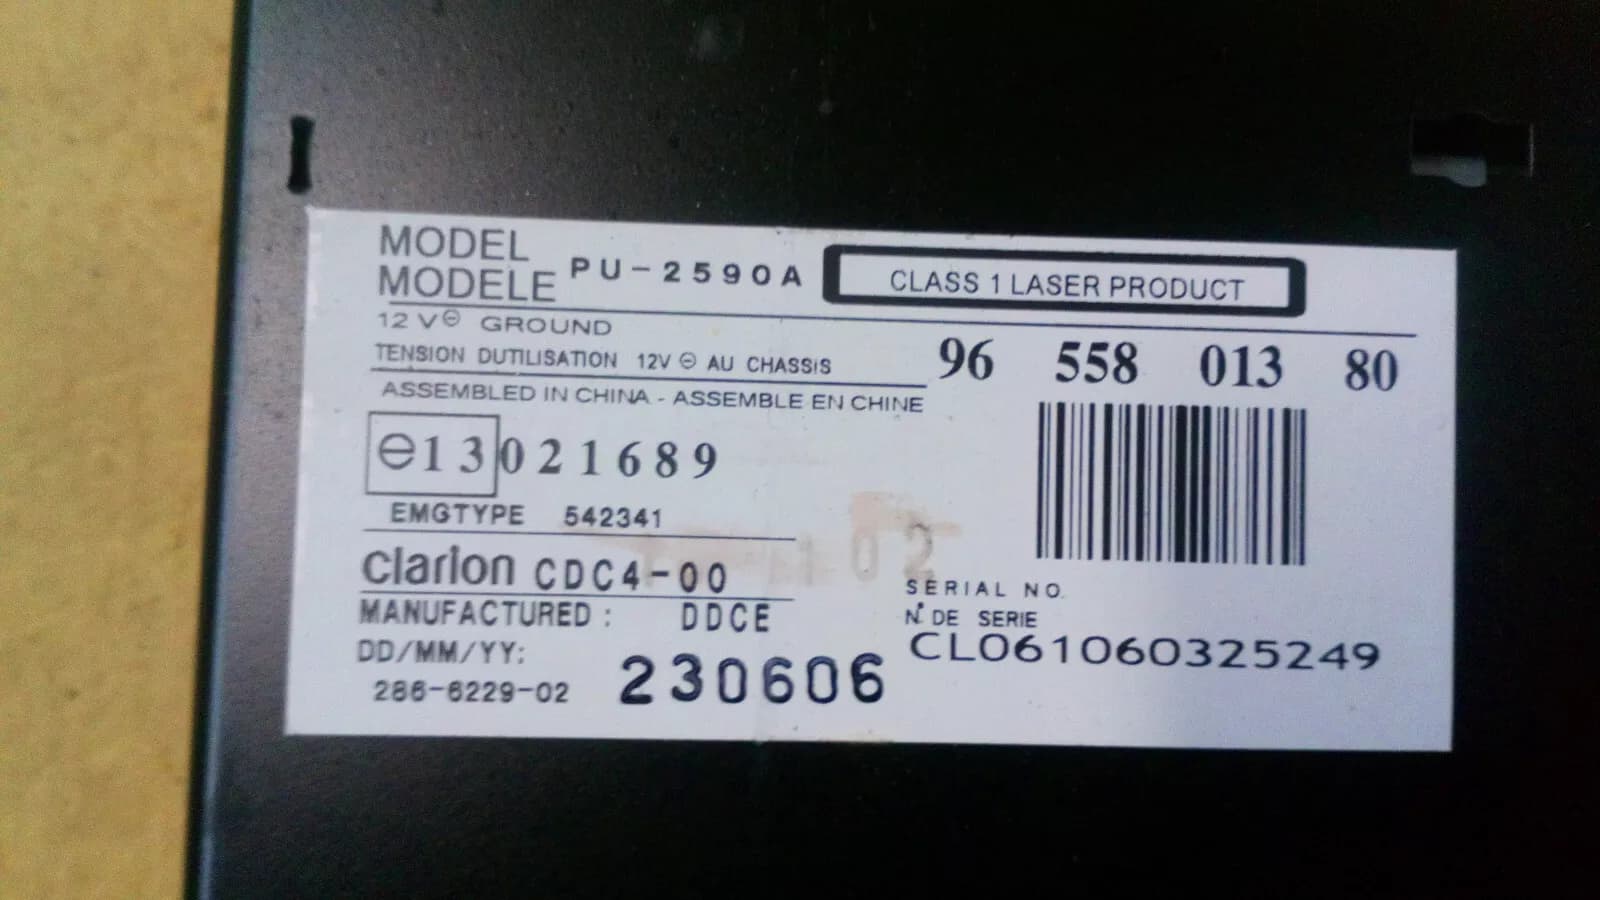 MODEL
MODELE PU-2590A
CLASS 1 LASER PRODUCT
12 V⊖ GROUND
TENSION DUTILISATION 12V ⊖ AU CHASSIS
96 558 013 80
ASSEMBLED IN CHINA - ASSEMBLE EN CHINE
e13 021689
EMGTYPE 542341
102
clarion CDC4-00
MANUFACTURED : DDCE
DD/MM/YY:
286-6229-02 230606
SERIAL NO.
N° DE SERIE
CL061060325249